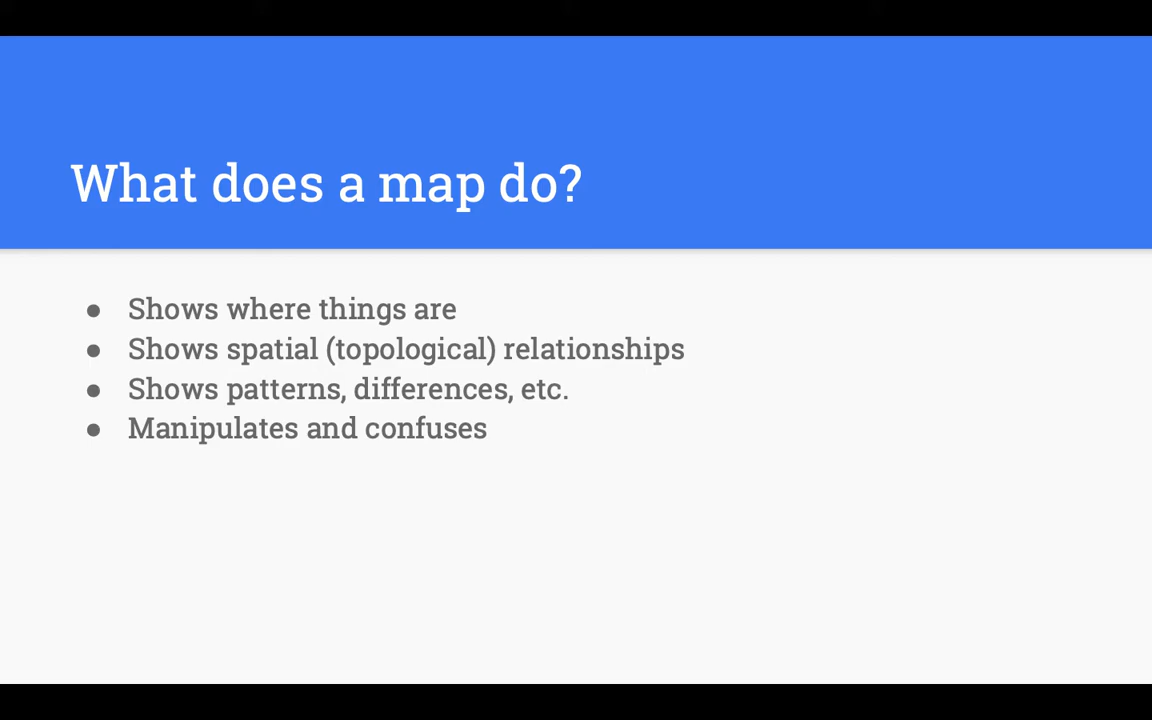 What does a map do?
● Shows where things are
● Shows spatial (topological) relationships
● Shows patterns, differences, etc.
● Manipulates and confuses